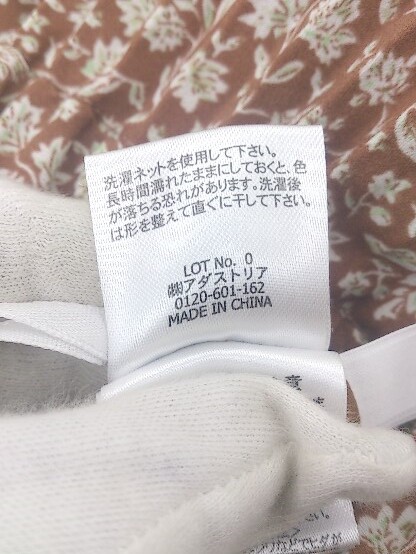 洗濯ネットを使用して下さい。
長時間濡れたままにしておくと、色
が落ちる恐れがあります。洗濯後
は形を整えて直ぐに干して下さい。
LOT No. 0
㈱アダストリア
0120-601-162
MADE IN CHINA
意